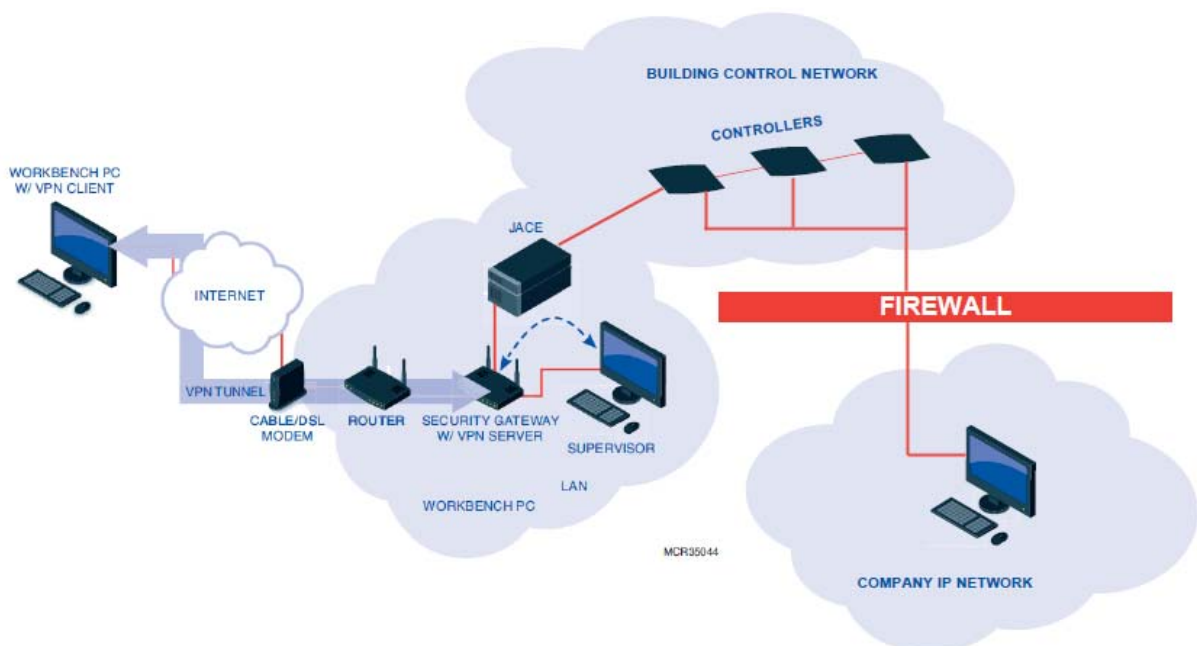 BUILDING CONTROL NETWORK
CONTROLLERS
WORKBENCH PC
W/ VPN CLIENT
JACE
INTERNET
FIREWALL
VPN TUNNEL
CABLE/DSL
MODEM
ROUTER
SECURITY GATEWAY
W/ VPN SERVER
SUPERVISOR
LAN
WORKBENCH PC
MCR35044
COMPANY IP NETWORK